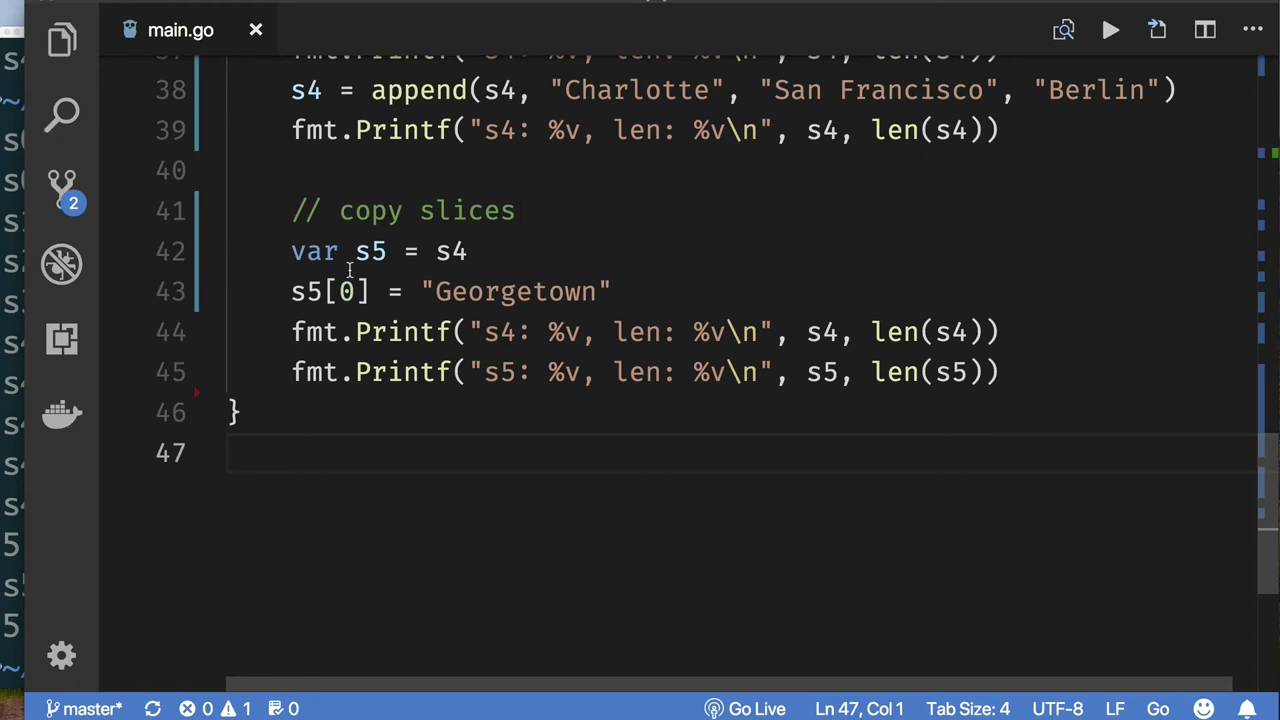 main.go
38 s4 = append(s4, "Charlotte", "San Francisco", "Berlin")
39 fmt.Printf("s4: %v, len: %v\n", s4, len(s4))
40
41 // copy slices
42 var s5 = s4
43 s5[0] = "Georgetown"
44 fmt.Printf("s4: %v, len: %v\n", s4, len(s4))
45 fmt.Printf("s5: %v, len: %v\n", s5, len(s5))
46 }
47
2
master* 0 1 0 Go Live Ln 47, Col 1 Tab Size: 4 UTF-8 LF Go